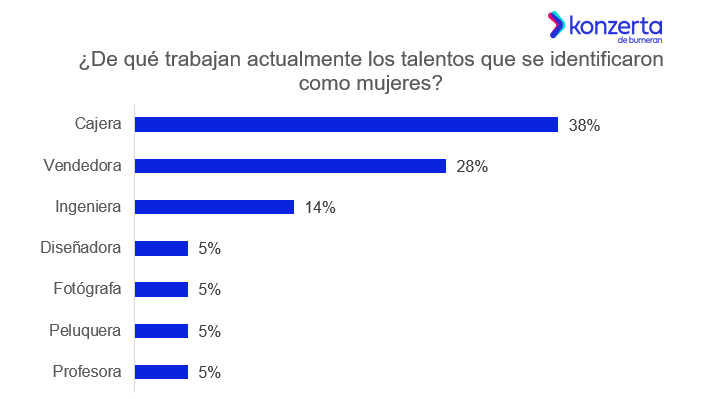 konzerta
de bumeran
¿De qué trabajan actualmente los talentos que se identificaron
como mujeres?
Cajera 38%
Vendedora 28%
Ingeniera 14%
Diseñadora 5%
Fotógrafa 5%
Peluquera 5%
Profesora 5%